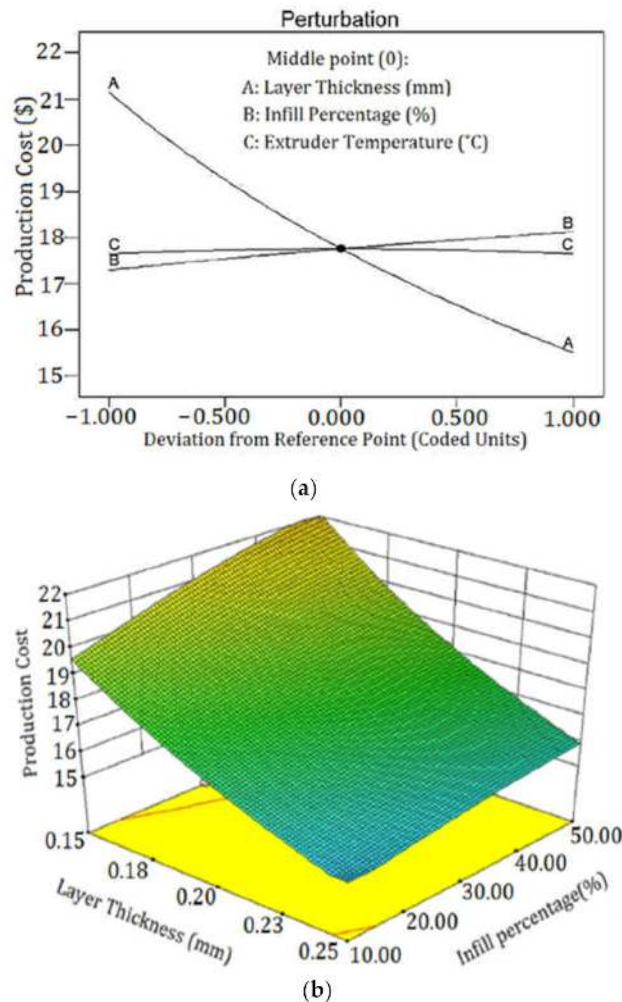 Perturbation
Middle point (0):
A: Layer Thickness (mm)
B: Infill Percentage (%)
C: Extruder Temperature (˚C)
Production Cost ($)
22
21
20
19
18
17
16
15
A
C
B
B
C
A
−1.000 −0.500 0.000 0.500 1.000
Deviation from Reference Point (Coded Units)
(a)
Production Cost
22
21
20
19
18
17
16
15
0.15
0.18
0.20
0.23
0.25
Layer Thickness (mm)
10.00
20.00
30.00
40.00
50.00
Infill percentage(%)
(b)